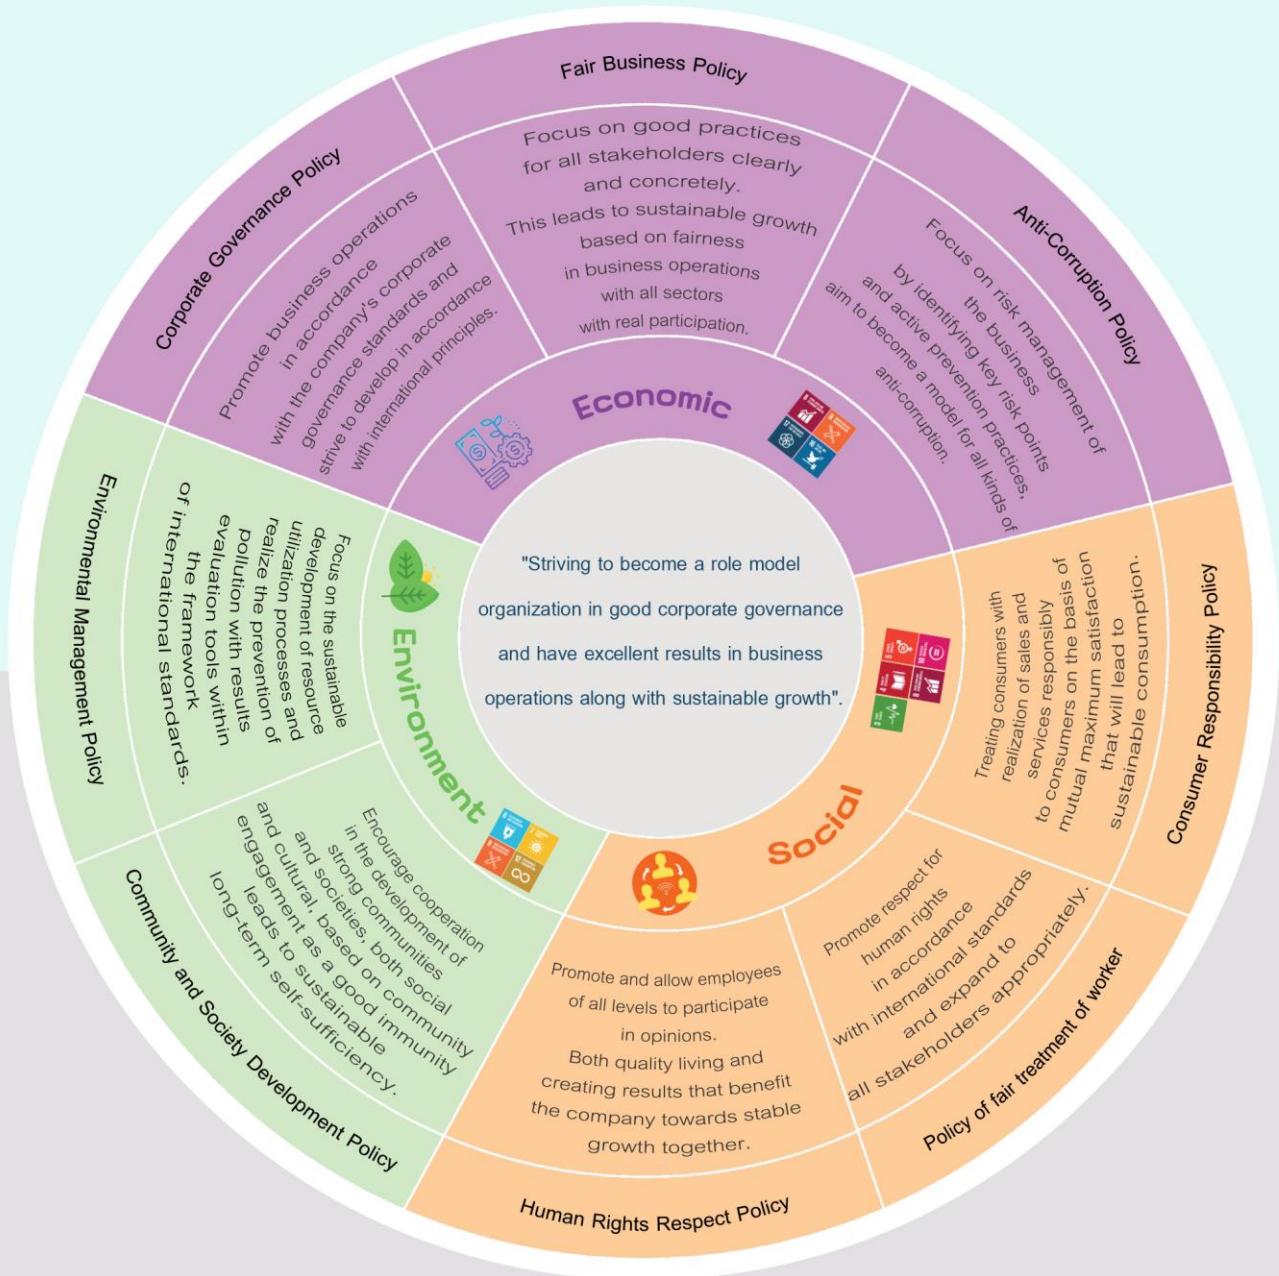 Fair Business Policy
Focus on good practices
for all stakeholders clearly
and concretely.
This leads to sustainable growth
based on fairness
in business operations
with all sectors
with real participation.
Anti-Corruption Policy
Focus on risk management of
the business
by identifying key risk points
and active prevention practices,
aim to become a model for all kinds of
anti-corruption.
Consumer Responsibility Policy
Treating consumers with
realization of sales and
services responsibly
to consumers on the basis of
mutual maximum satisfaction
that will lead to
sustainable consumption.
Policy of fair treatment of worker
Promote respect for
human rights
in accordance
with international standards
and expand to
all stakeholders appropriately.
Human Rights Respect Policy
Promote and allow employees
of all levels to participate
in opinions.
Both quality living and
creating results that benefit
the company towards stable
growth together.
Community and Society Development Policy
Encourage cooperation
in the development of
strong communities
and societies, both social
and cultural, based on community
engagement as a good immunity
leads to sustainable
long-term self-sufficiency.
Environmental Management Policy
Focus on the sustainable
development of resource
utilization processes and
realize the prevention of
pollution with results
evaluation tools within
the framework
of international standards.
Corporate Governance Policy
Promote business operations
in accordance
with the company's corporate
governance standards and
strive to develop in accordance
with international principles.
Economic
Social
Environment
"Striving to become a role model
organization in good corporate governance
and have excellent results in business
operations along with sustainable growth".